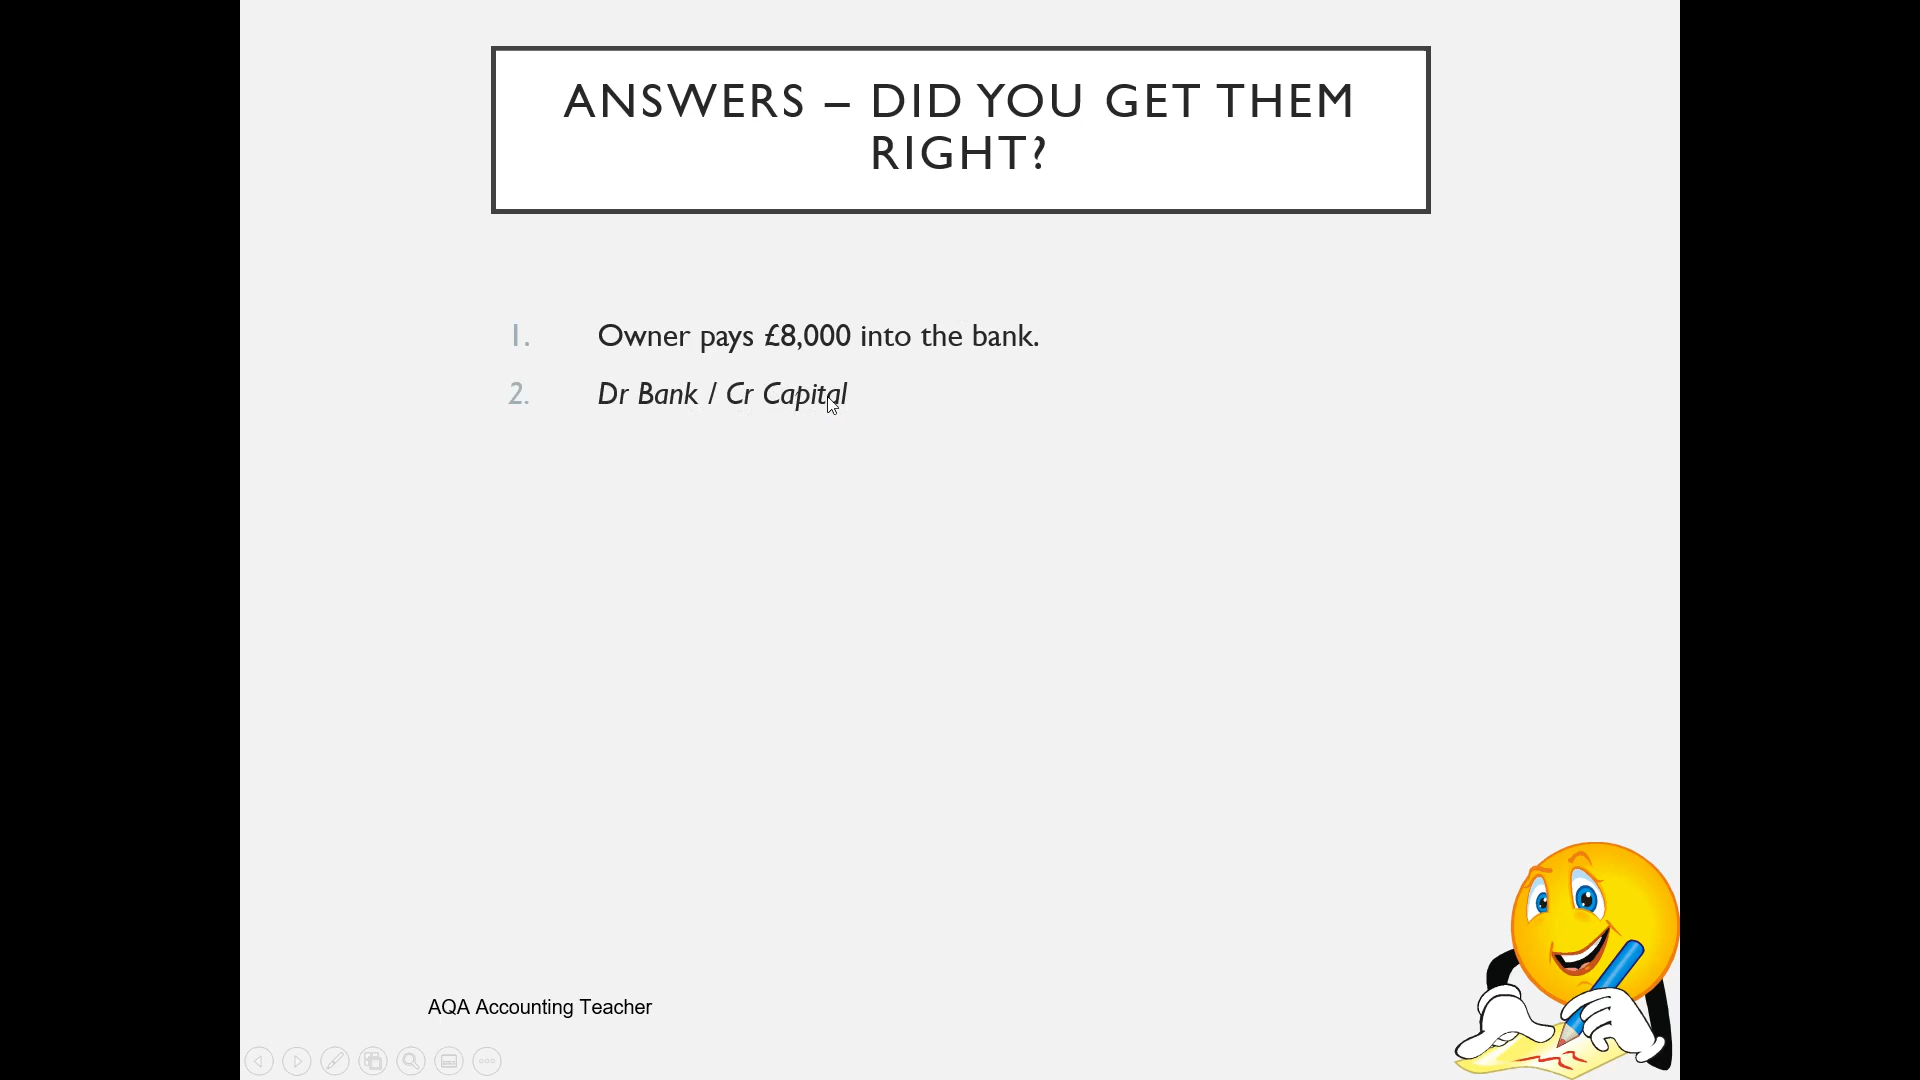 ANSWERS – DID YOU GET THEM
RIGHT?
1. Owner pays £8,000 into the bank.
2. Dr Bank / Cr Capital
AQA Accounting Teacher